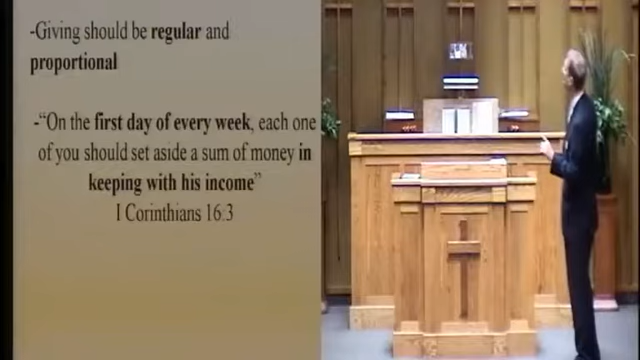 -Giving should be regular and
proportional
-“On the first day of every week, each one
of you should set aside a sum of money in
keeping with his income”
I Corinthians 16:3